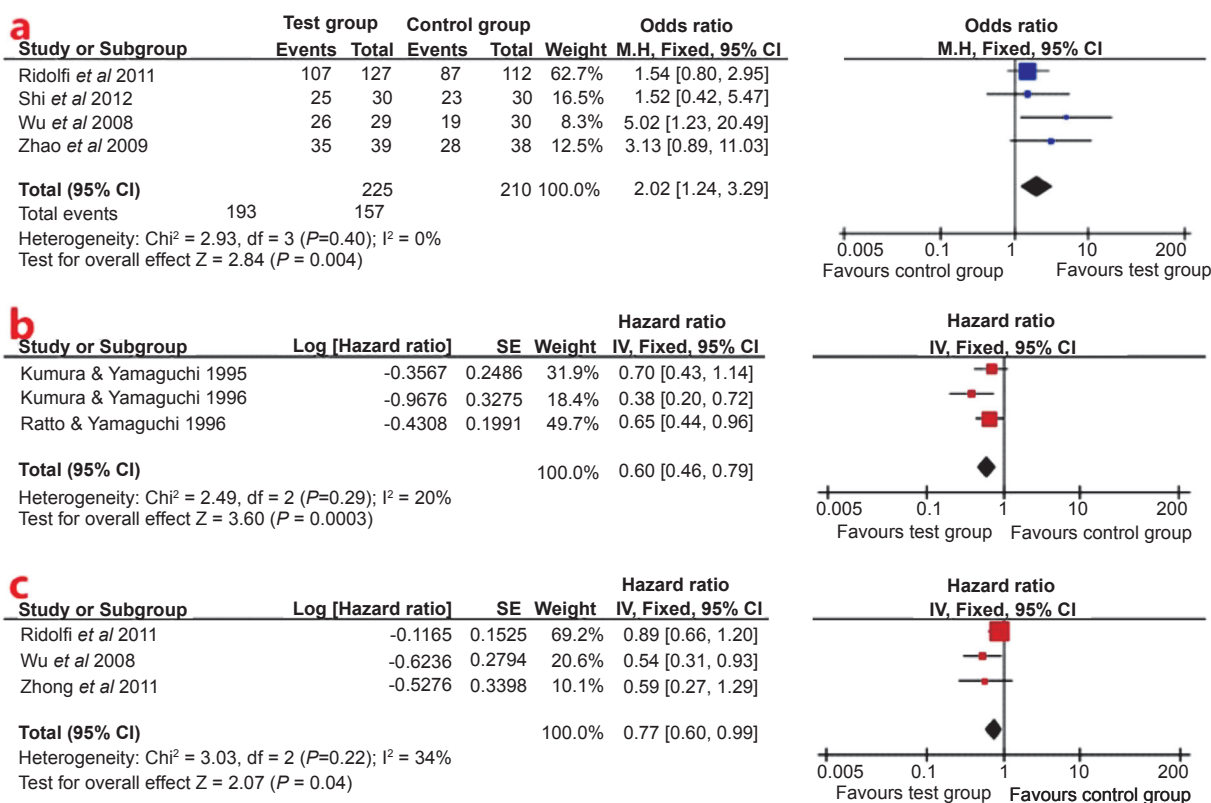 a
Test group Control group Odds ratio Odds ratio
Study or Subgroup Events Total Events Total Weight M.H, Fixed, 95% CI M.H, Fixed, 95% CI
Ridolfi et al 2011 107 127 87 112 62.7% 1.54 [0.80, 2.95]
Shi et al 2012 25 30 23 30 16.5% 1.52 [0.42, 5.47]
Wu et al 2008 26 29 19 30 8.3% 5.02 [1.23, 20.49]
Zhao et al 2009 35 39 28 38 12.5% 3.13 [0.89, 11.03]
Total (95% CI) 225 210 100.0% 2.02 [1.24, 3.29]
Total events 193 157
Heterogeneity: Chi² = 2.93, df = 3 (P=0.40); I² = 0%
Test for overall effect Z = 2.84 (P = 0.004)
0.005 0.1 1 10 200
Favours control group Favours test group
b
Hazard ratio Hazard ratio
Study or Subgroup Log [Hazard ratio] SE Weight IV, Fixed, 95% CI IV, Fixed, 95% CI
Kumura & Yamaguchi 1995 -0.3567 0.2486 31.9% 0.70 [0.43, 1.14]
Kumura & Yamaguchi 1996 -0.9676 0.3275 18.4% 0.38 [0.20, 0.72]
Ratto & Yamaguchi 1996 -0.4308 0.1991 49.7% 0.65 [0.44, 0.96]
Total (95% CI) 100.0% 0.60 [0.46, 0.79]
Heterogeneity: Chi² = 2.49, df = 2 (P=0.29); I² = 20%
Test for overall effect Z = 3.60 (P = 0.0003)
0.005 0.1 1 10 200
Favours test group Favours control group
c
Hazard ratio Hazard ratio
Study or Subgroup Log [Hazard ratio] SE Weight IV, Fixed, 95% CI IV, Fixed, 95% CI
Ridolfi et al 2011 -0.1165 0.1525 69.2% 0.89 [0.66, 1.20]
Wu et al 2008 -0.6236 0.2794 20.6% 0.54 [0.31, 0.93]
Zhong et al 2011 -0.5276 0.3398 10.1% 0.59 [0.27, 1.29]
Total (95% CI) 100.0% 0.77 [0.60, 0.99]
Heterogeneity: Chi² = 3.03, df = 2 (P=0.22); I² = 34%
Test for overall effect Z = 2.07 (P = 0.04)
0.005 0.1 1 10 200
Favours test group Favours control group